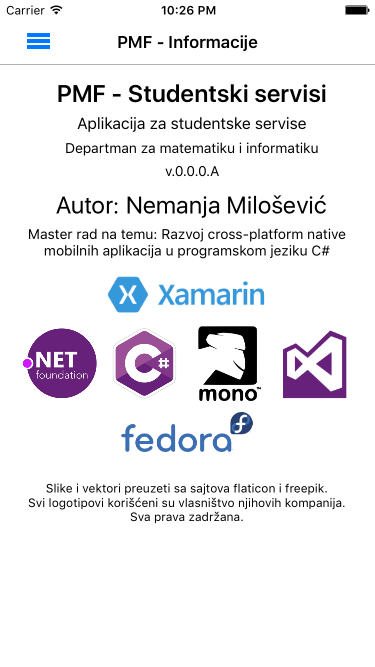 Carrier 10:26 PM
PMF - Informacije
PMF - Studentski servisi
Aplikacija za studentske servise
Departman za matematiku i informatiku
v.0.0.0.A
Autor: Nemanja Milošević
Master rad na temu: Razvoj cross-platform native
mobilnih aplikacija u programskom jeziku C#
Xamarin
.NET
foundation
C#
mono™
fedora
Slike i vektori preuzeti sa sajtova flaticon i freepik.
Svi logotipovi korišćeni su vlasništvo njihovih kompanija.
Sva prava zadržana.